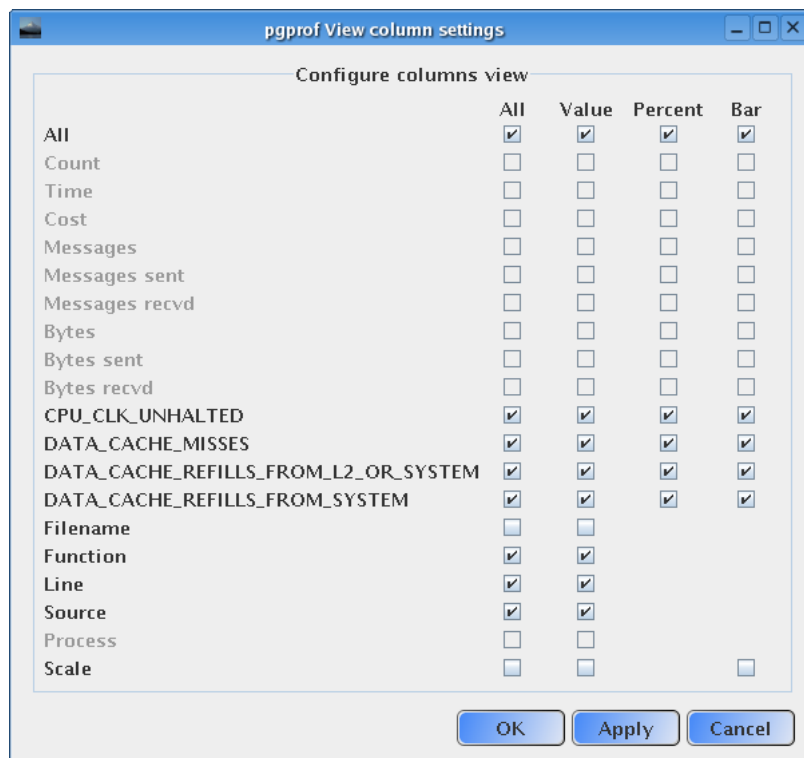 pgprof View column settings
Configure columns view
All Value Percent Bar
All
Count
Time
Cost
Messages
Messages sent
Messages recvd
Bytes
Bytes sent
Bytes recvd
CPU_CLK_UNHALTED
DATA_CACHE_MISSES
DATA_CACHE_REFILLS_FROM_L2_OR_SYSTEM
DATA_CACHE_REFILLS_FROM_SYSTEM
Filename
Function
Line
Source
Process
Scale
OK Apply Cancel